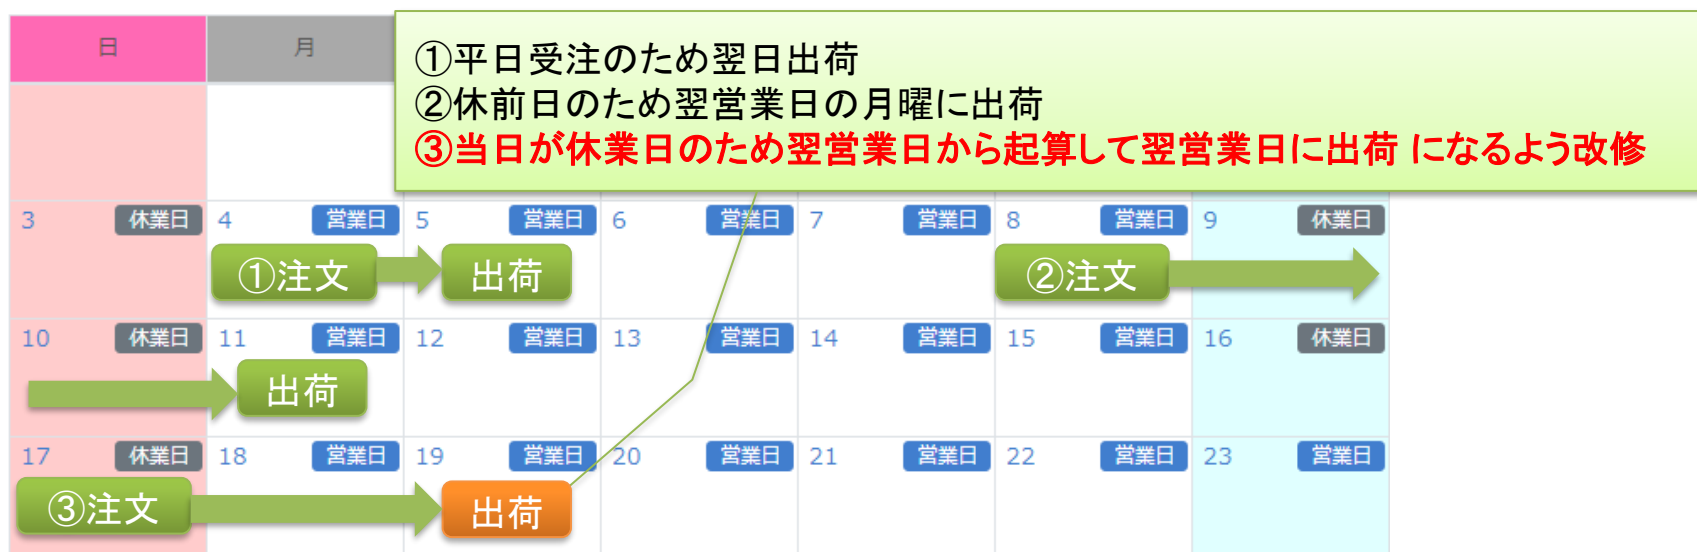 日 月
①平日受注のため翌日出荷
②休前日のため翌営業日の月曜に出荷
③当日が休業日のため翌営業日から起算して翌営業日に出荷 になるよう改修
3 休業日 4 営業日 5 営業日 6 営業日 7 営業日 8 営業日 9 休業日
①注文 出荷 ②注文
10 休業日 11 営業日 12 営業日 13 営業日 14 営業日 15 営業日 16 休業日
出荷
17 休業日 18 営業日 19 営業日 20 営業日 21 営業日 22 営業日 23 営業日
③注文 出荷